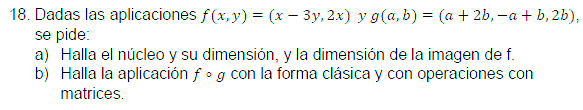 18. Dadas las aplicaciones f(x, y) = (x − 3y, 2x) y g(a, b) = (a + 2b, −a + b, 2b),
se pide:
a) Halla el núcleo y su dimensión, y la dimensión de la imagen de f.
b) Halla la aplicación f ∘ g con la forma clásica y con operaciones con
matrices.